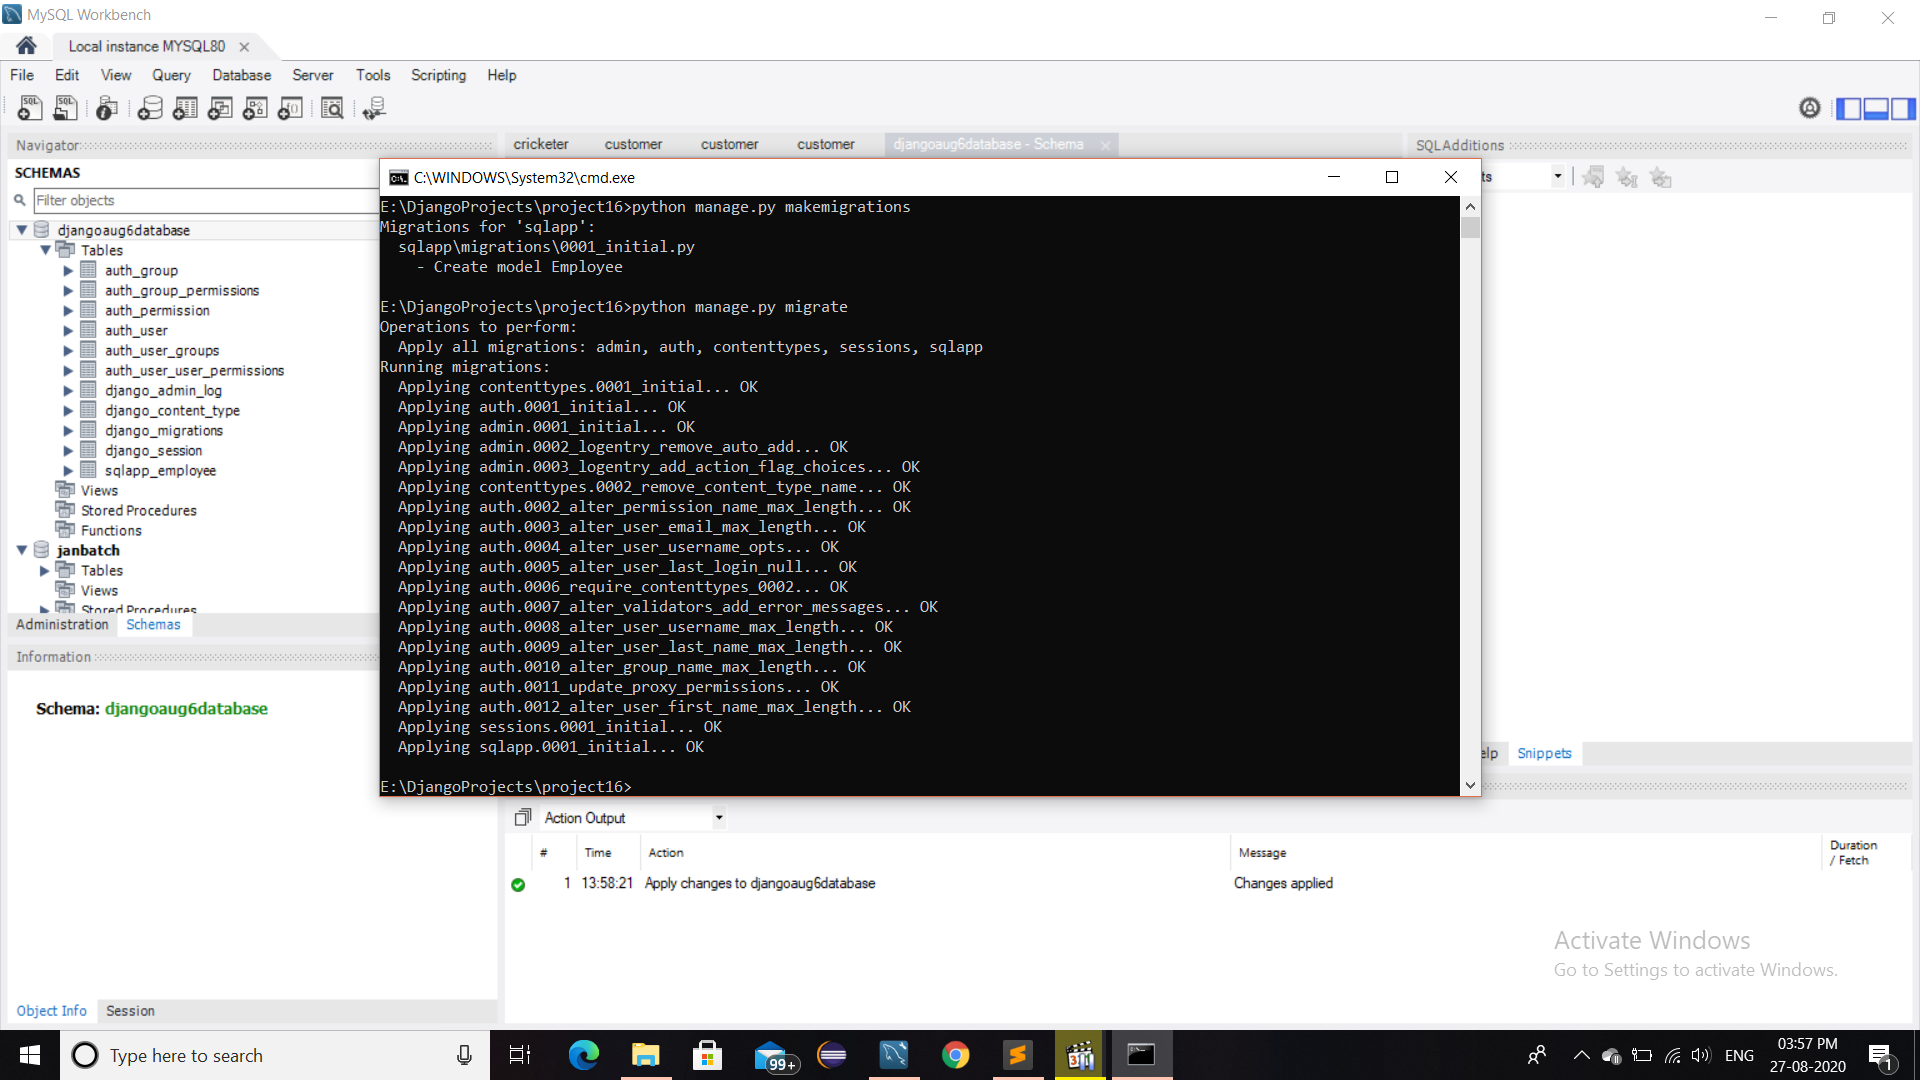 MySQL Workbench
Local instance MYSQL80
File Edit View Query Database Server Tools Scripting Help
Navigator
SCHEMAS
Filter objects
djangoaug6database
Tables
auth_group
auth_group_permissions
auth_permission
auth_user
auth_user_groups
auth_user_user_permissions
django_admin_log
django_content_type
django_migrations
django_session
sqlapp_employee
Views
Stored Procedures
Functions
janbatch
Tables
Views
Stored Procedures
Administration Schemas
Information
Schema: djangoaug6database
Object Info Session
cricketer customer customer customer djangoaug6database - Schema
SQLAdditions
C:\WINDOWS\System32\cmd.exe
E:\DjangoProjects\project16>python manage.py makemigrations
Migrations for 'sqlapp':
sqlapp\migrations\0001_initial.py
- Create model Employee
E:\DjangoProjects\project16>python manage.py migrate
Operations to perform:
Apply all migrations: admin, auth, contenttypes, sessions, sqlapp
Running migrations:
Applying contenttypes.0001_initial... OK
Applying auth.0001_initial... OK
Applying admin.0001_initial... OK
Applying admin.0002_logentry_remove_auto_add... OK
Applying admin.0003_logentry_add_action_flag_choices... OK
Applying contenttypes.0002_remove_content_type_name... OK
Applying auth.0002_alter_permission_name_max_length... OK
Applying auth.0003_alter_user_email_max_length... OK
Applying auth.0004_alter_user_username_opts... OK
Applying auth.0005_alter_user_last_login_null... OK
Applying auth.0006_require_contenttypes_0002... OK
Applying auth.0007_alter_validators_add_error_messages... OK
Applying auth.0008_alter_user_username_max_length... OK
Applying auth.0009_alter_user_last_name_max_length... OK
Applying auth.0010_alter_group_name_max_length... OK
Applying auth.0011_update_proxy_permissions... OK
Applying auth.0012_alter_user_first_name_max_length... OK
Applying sessions.0001_initial... OK
Applying sqlapp.0001_initial... OK
E:\DjangoProjects\project16>
ts
elp Snippets
Action Output
# Time Action Message Duration / Fetch
1 13:58:21 Apply changes to djangoaug6database Changes applied
Activate Windows
Go to Settings to activate Windows.
Type here to search
99+
ENG
03:57 PM
27-08-2020
1